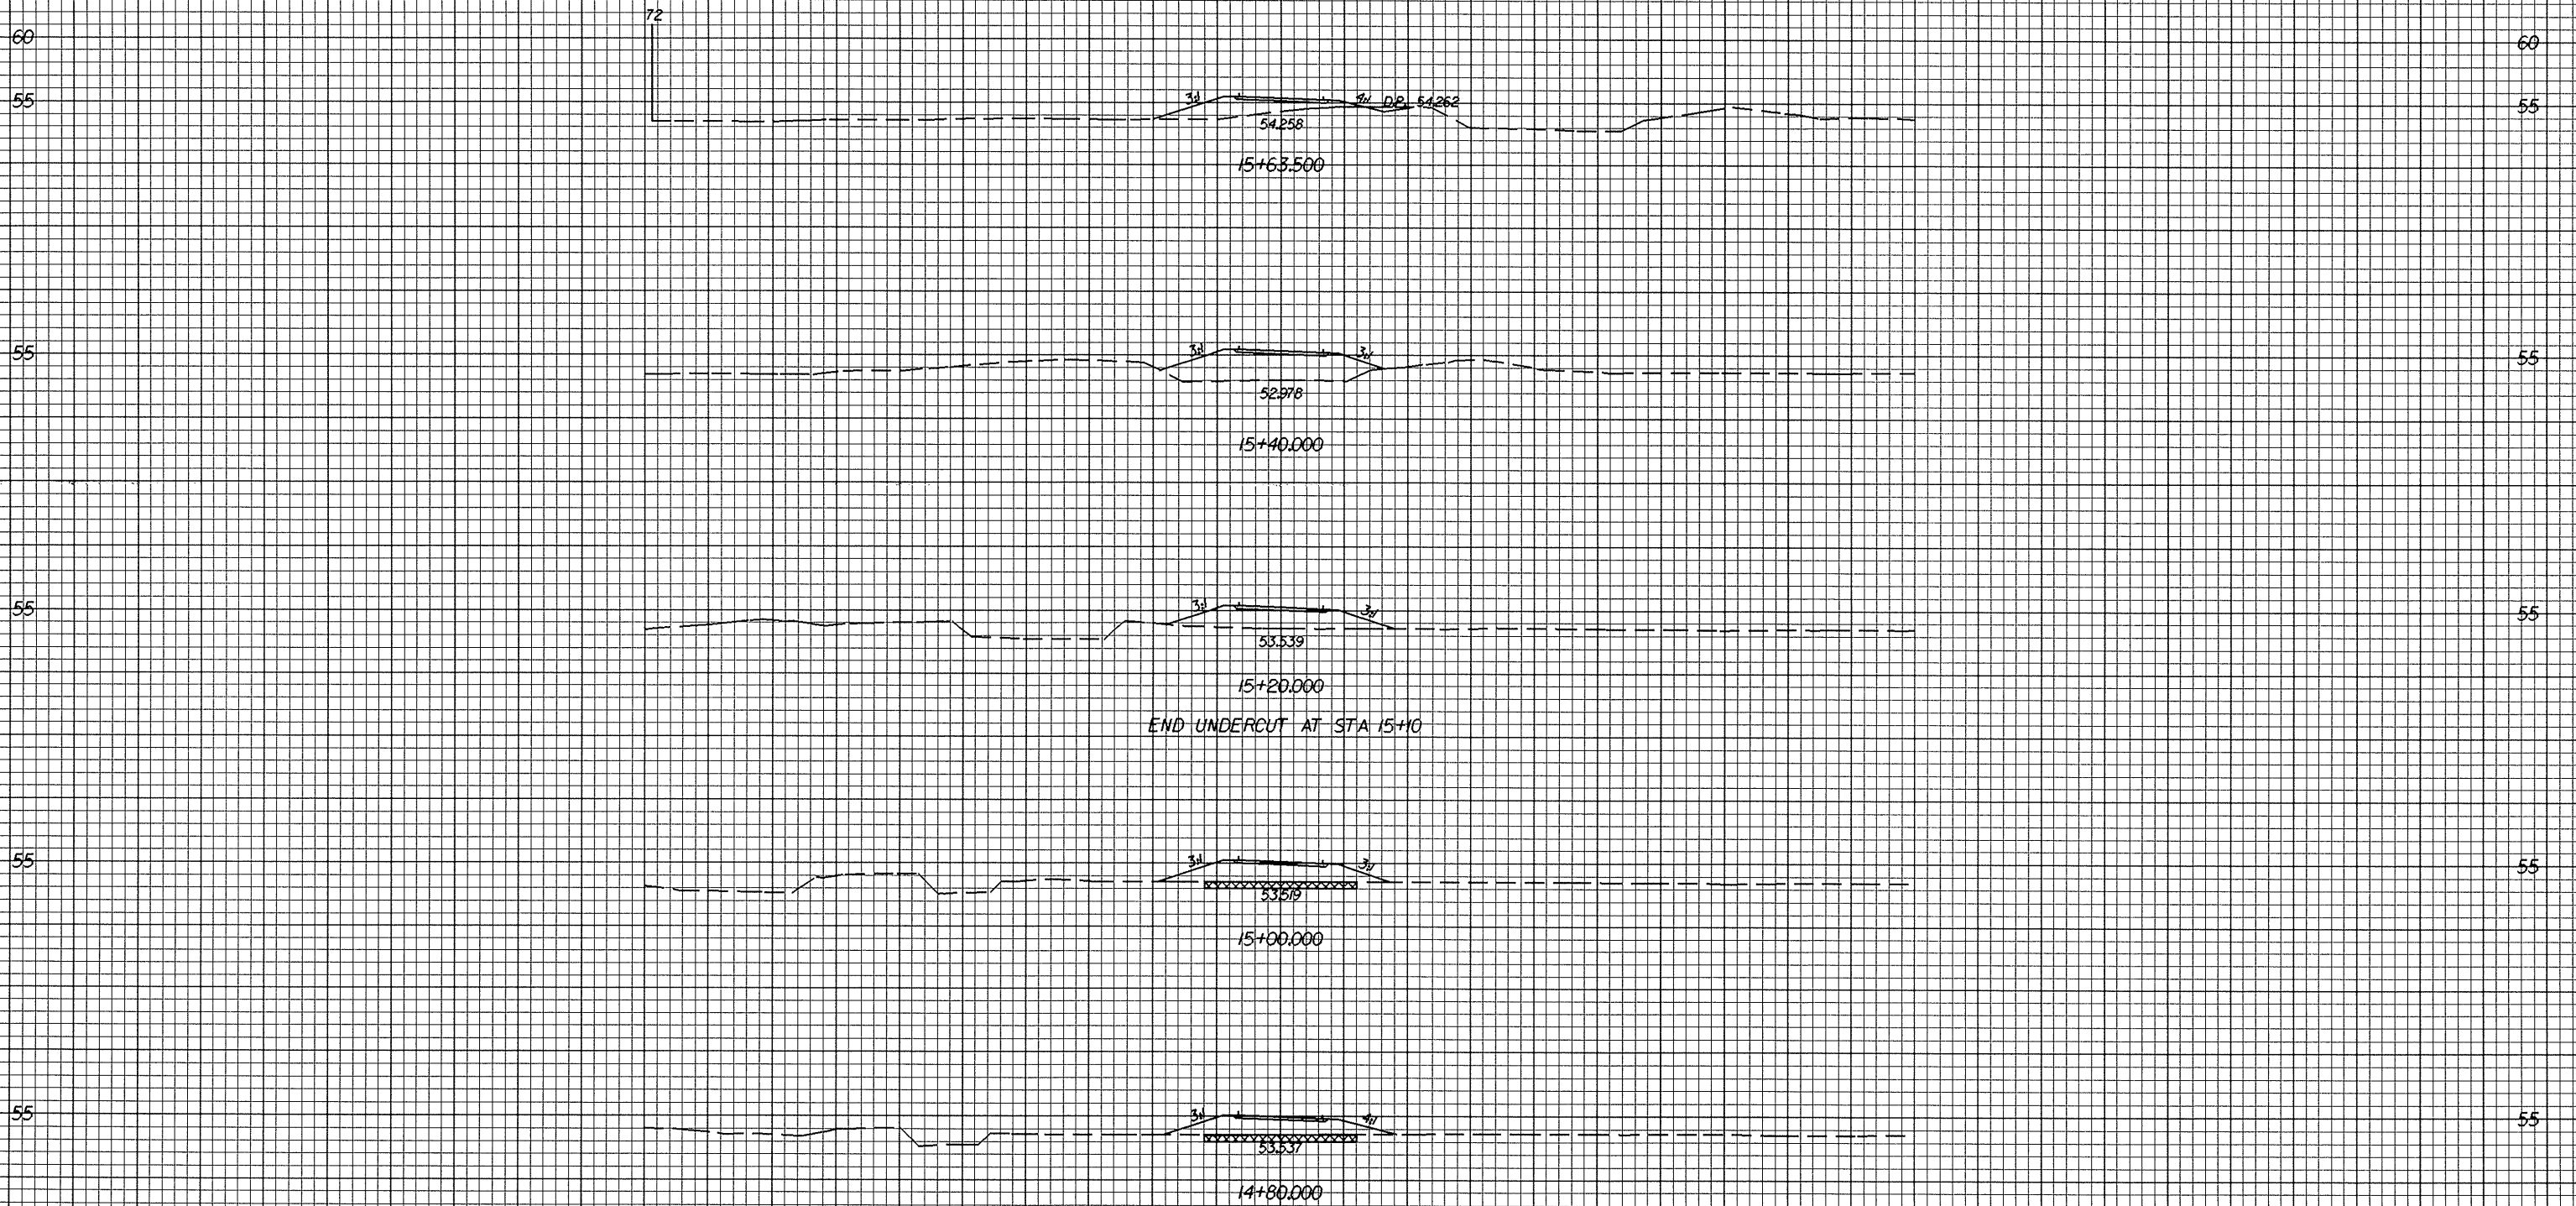 72
60 60
55 3:1 4:1 D.P. 54.262 55
54.258
15+63.500
55 3:1 3:1 55
52.978
15+40.000
55 3:1 3:1 55
53.539
15+20.000
END UNDERCUT AT STA 15+10
55 3:1 3:1 55
53.519
15+00.000
55 3:1 4:1 55
53.537
14+80.000